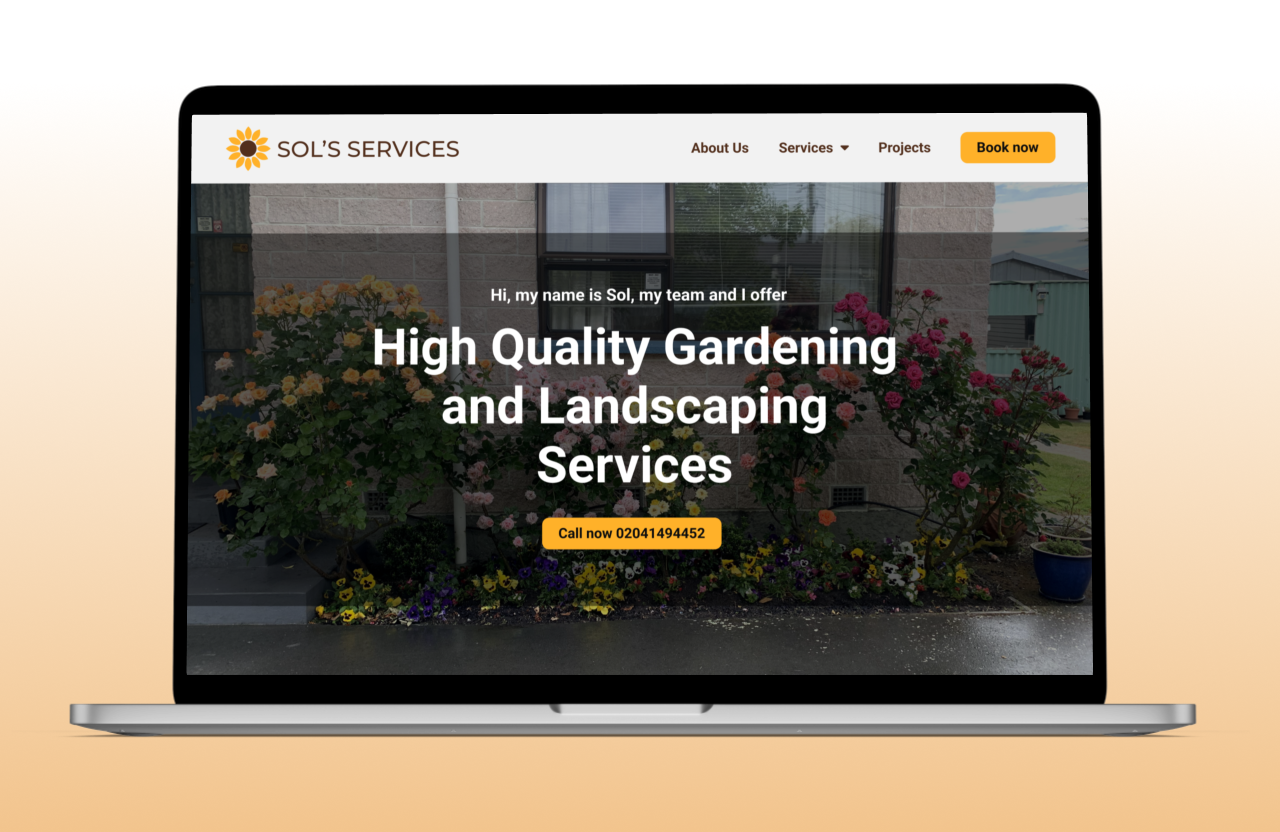 SOL'S SERVICES
About Us
Services
Projects
Book now
Hi, my name is Sol, my team and I offer
High Quality Gardening
and Landscaping
Services
Call now 02041494452